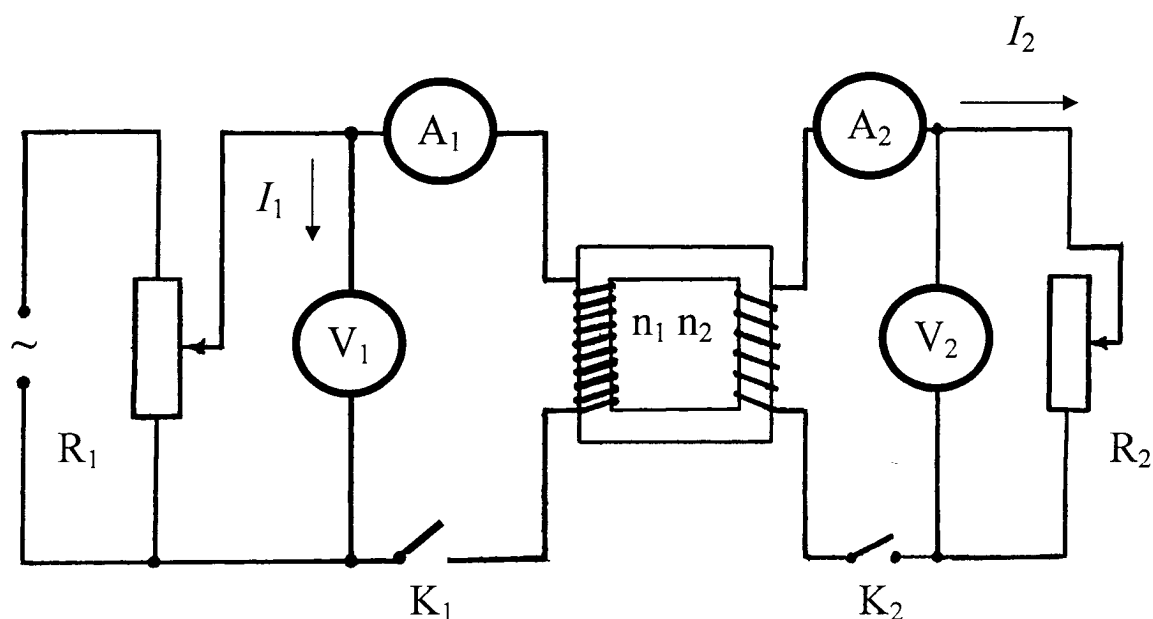 I₂
A₁
A₂
I₁
~
V₁
n₁ n₂
V₂
R₁
R₂
K₁
K₂